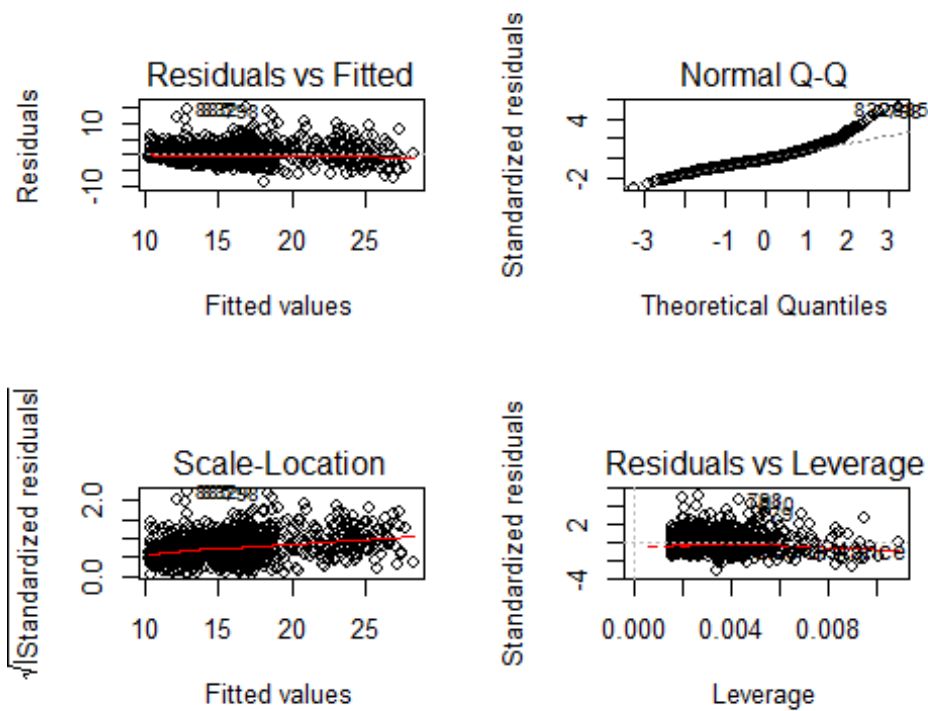 Residuals vs Fitted
Residuals
10
-10
10 15 20 25
Fitted values
Normal Q-Q
Standardized residuals
4
-2
-3 -1 0 1 2 3
Theoretical Quantiles
Scale-Location
√|Standardized residuals|
2.0
0.0
10 15 20 25
Fitted values
Residuals vs Leverage
Standardized residuals
2
-4
0.000 0.004 0.008
Leverage